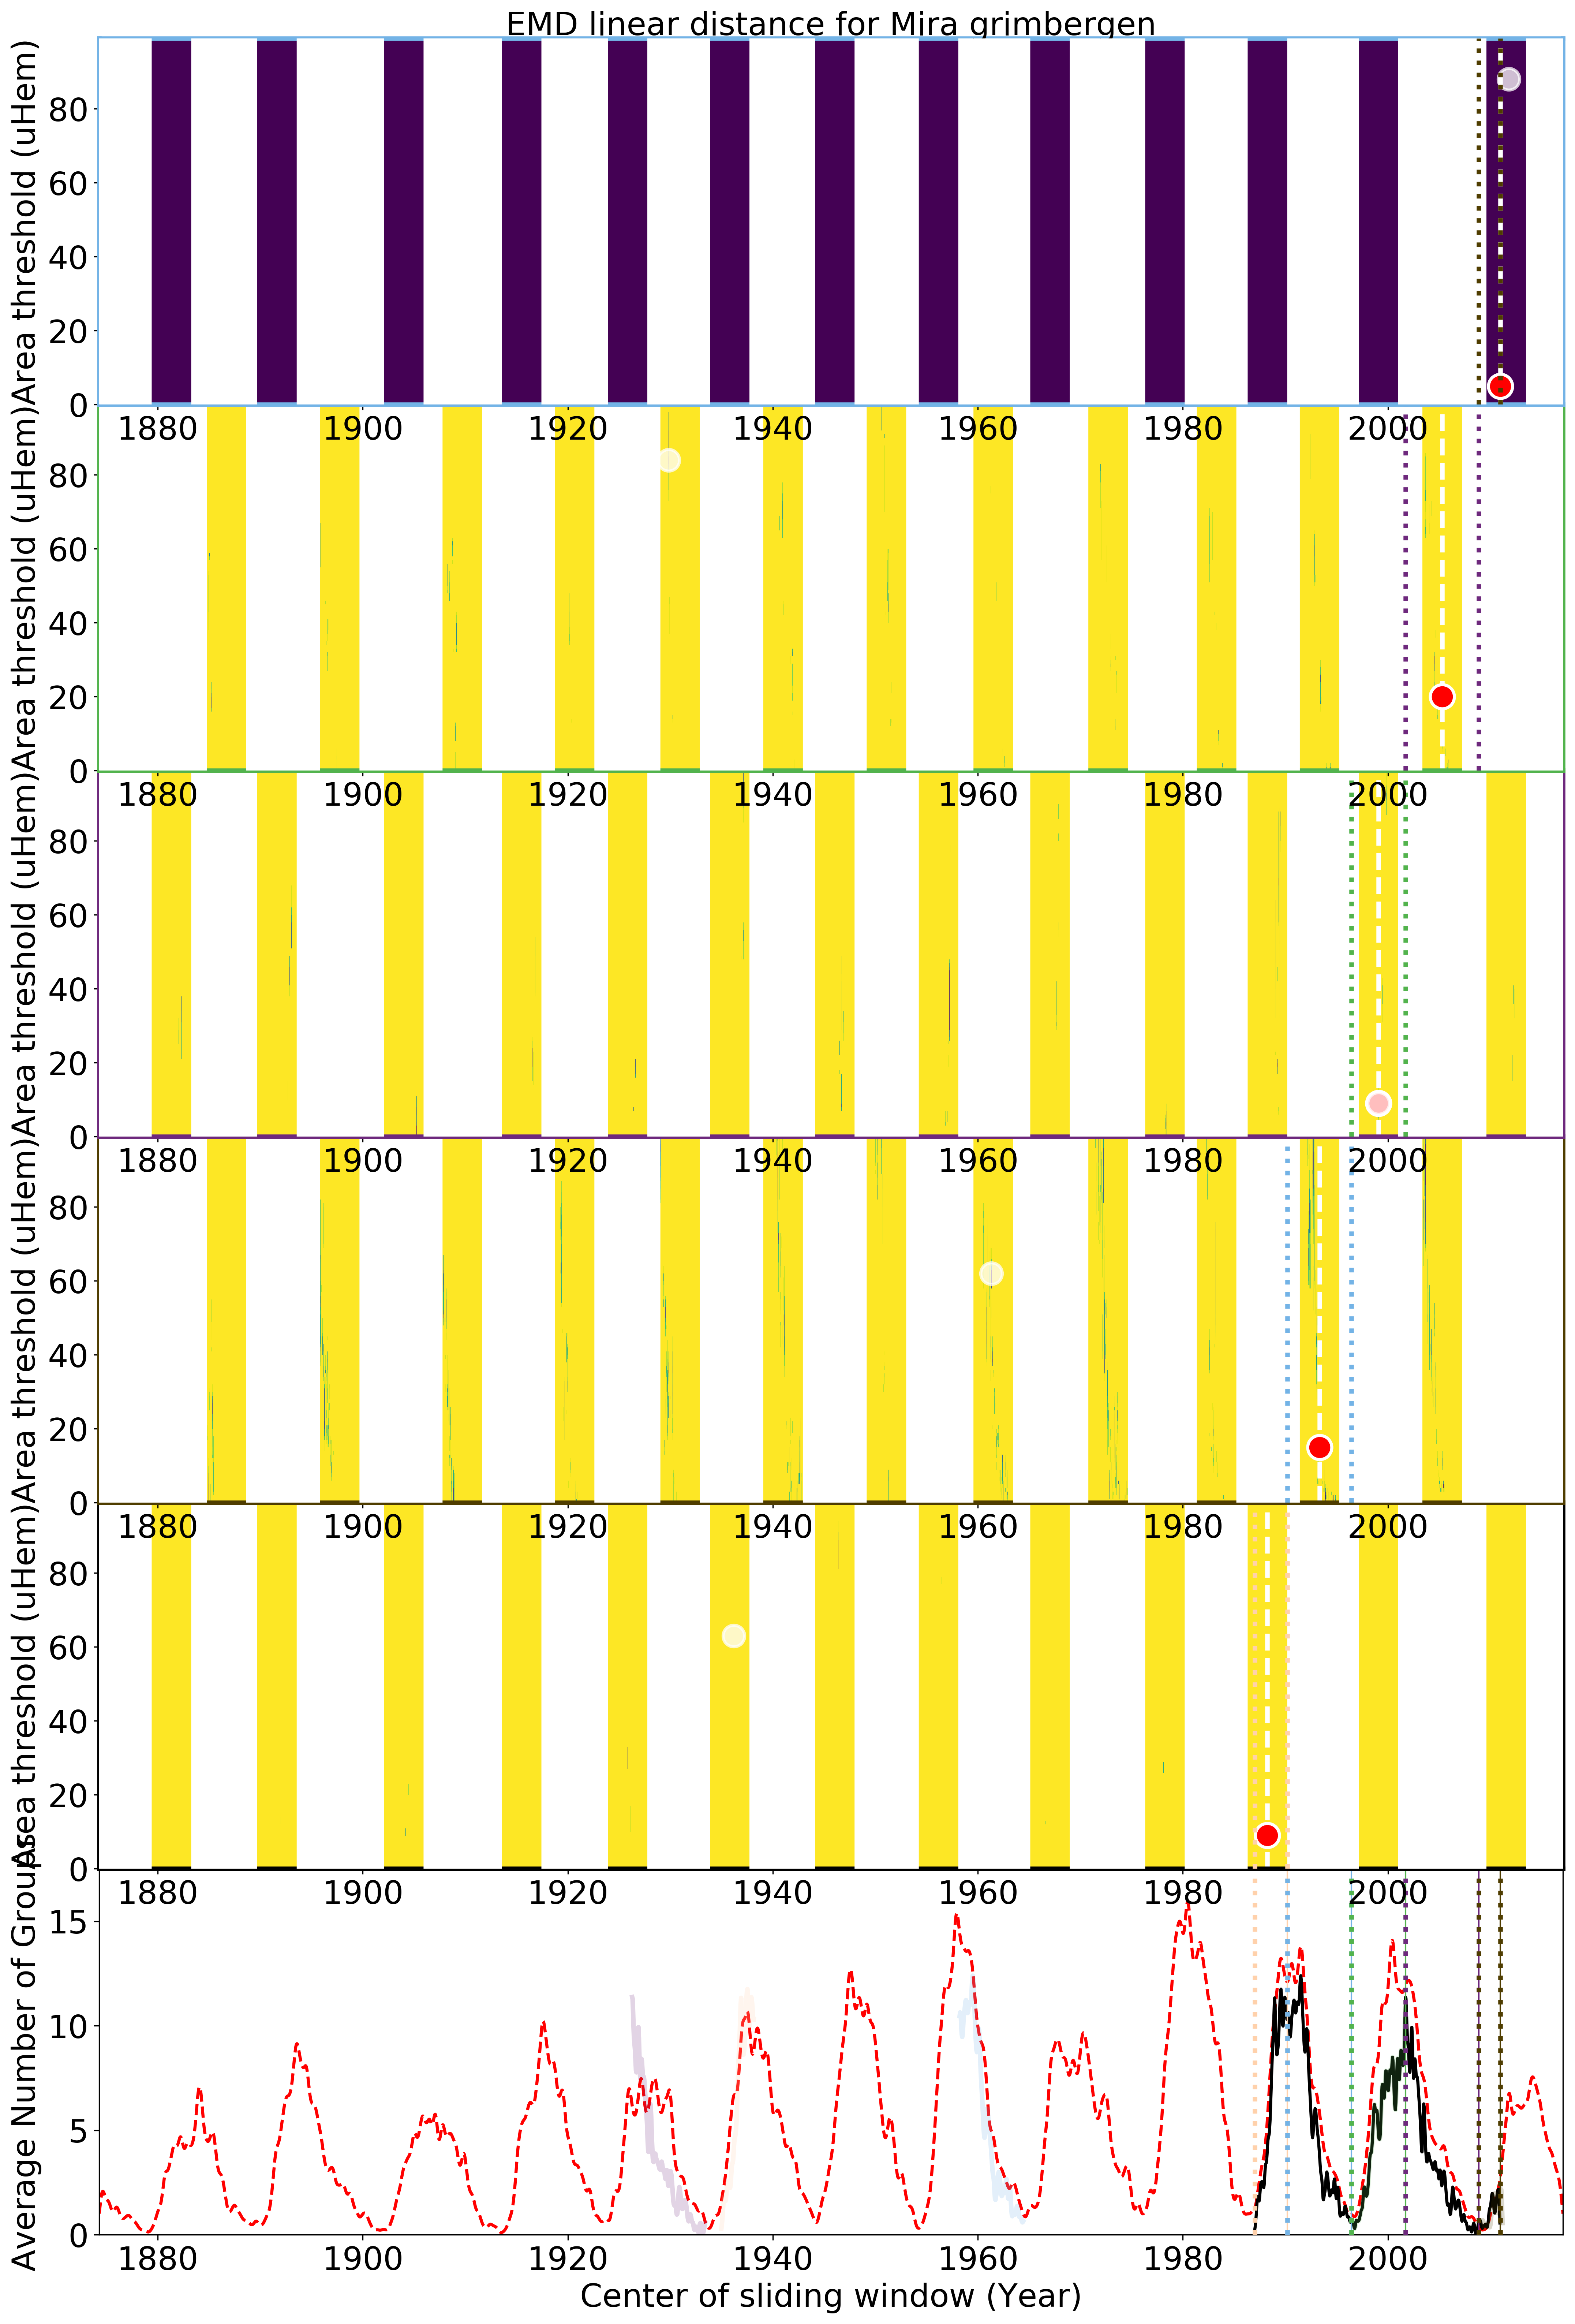 EMD linear distance for Mira grimbergen
Area threshold (uHem)
80
60
40
20
0
1880 1900 1920 1940 1960 1980 2000
Area threshold (uHem)
80
60
40
20
0
1880 1900 1920 1940 1960 1980 2000
Area threshold (uHem)
80
60
40
20
0
1880 1900 1920 1940 1960 1980 2000
Area threshold (uHem)
80
60
40
20
0
1880 1900 1920 1940 1960 1980 2000
Area threshold (uHem)
80
60
40
20
0
1880 1900 1920 1940 1960 1980 2000
Average Number of Groups
15
10
5
0
1880 1900 1920 1940 1960 1980 2000
Center of sliding window (Year)